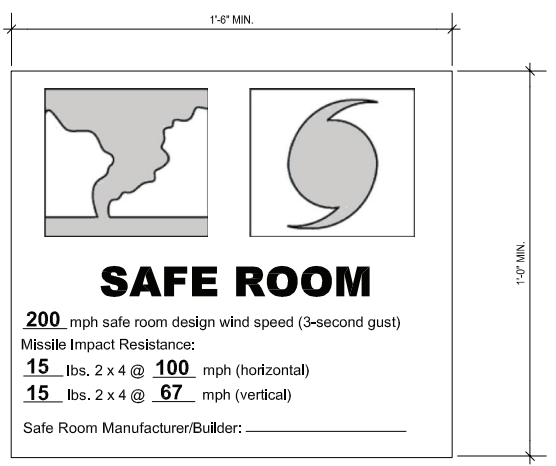 1'-6" MIN.
1'-0" MIN.
SAFE ROOM
200 mph safe room design wind speed (3-second gust)
Missile Impact Resistance:
15 lbs. 2 x 4 @ 100 mph (horizontal)
15 lbs. 2 x 4 @ 67 mph (vertical)
Safe Room Manufacturer/Builder: